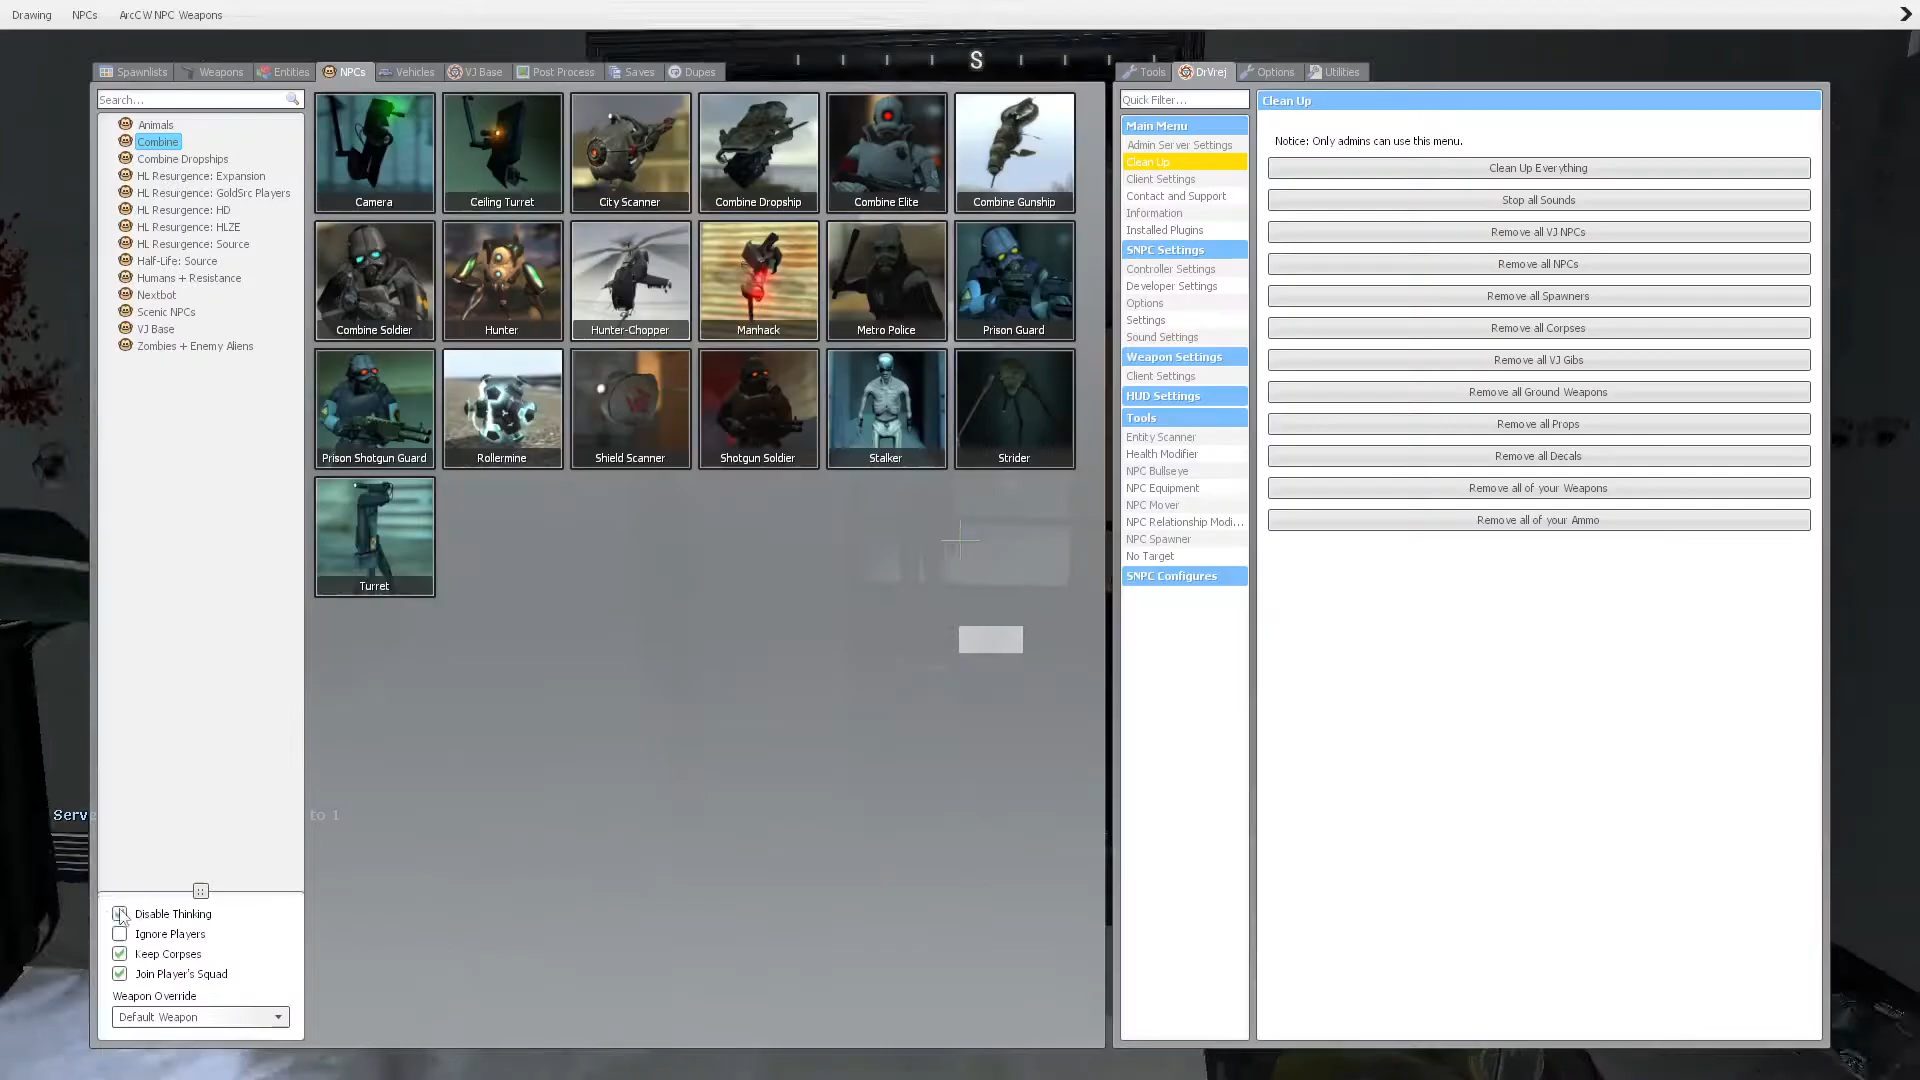 Drawing NPCs ArcCW NPC Weapons
S
Spawnlists Weapons Entities NPCs Vehicles VJ Base Post Process Saves Dupes
Tools DrVrej Options Utilities
Search...
Animals
Combine
Combine Dropships
HL Resurgence: Expansion
HL Resurgence: GoldSrc Players
HL Resurgence: HD
HL Resurgence: HLZE
HL Resurgence: Source
Half-Life: Source
Humans + Resistance
Nextbot
Scenic NPCs
VJ Base
Zombies + Enemy Aliens
Camera Ceiling Turret City Scanner Combine Dropship Combine Elite Combine Gunship
Combine Soldier Hunter Hunter-Chopper Manhack Metro Police Prison Guard
Prison Shotgun Guard Rollermine Shield Scanner Shotgun Soldier Stalker Strider
Turret
Serve
to 1
Disable Thinking
Ignore Players
Keep Corpses
Join Player's Squad
Weapon Override
Default Weapon
Quick Filter...
Main Menu
Admin Server Settings
Clean Up
Client Settings
Contact and Support
Information
Installed Plugins
SNPC Settings
Controller Settings
Developer Settings
Options
Settings
Sound Settings
Weapon Settings
Client Settings
HUD Settings
Tools
Entity Scanner
Health Modifier
NPC Bullseye
NPC Equipment
NPC Mover
NPC Relationship Modi...
NPC Spawner
No Target
SNPC Configures
Clean Up
Notice: Only admins can use this menu.
Clean Up Everything
Stop all Sounds
Remove all VJ NPCs
Remove all NPCs
Remove all Spawners
Remove all Corpses
Remove all VJ Gibs
Remove all Ground Weapons
Remove all Props
Remove all Decals
Remove all of your Weapons
Remove all of your Ammo